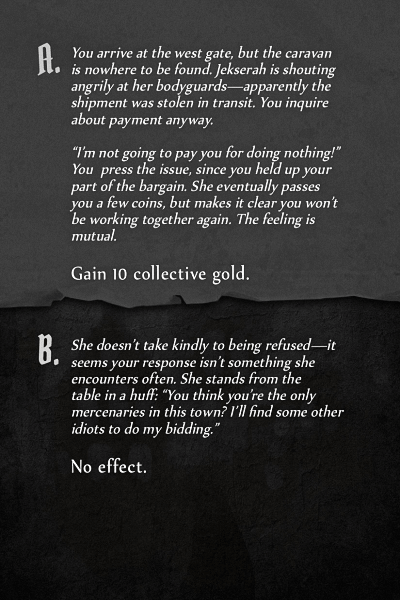 A.
You arrive at the west gate, but the caravan
is nowhere to be found. Jekserah is shouting
angrily at her bodyguards—apparently the
shipment was stolen in transit. You inquire
about payment anyway.
“I’m not going to pay you for doing nothing!”
You press the issue, since you held up your
part of the bargain. She eventually passes
you a few coins, but makes it clear you won’t
be working together again. The feeling is
mutual.
Gain 10 collective gold.
B.
She doesn’t take kindly to being refused—it
seems your response isn’t something she
encounters often. She stands from the
table in a huff: “You think you’re the only
mercenaries in this town? I’ll find some other
idiots to do my bidding.”
No effect.